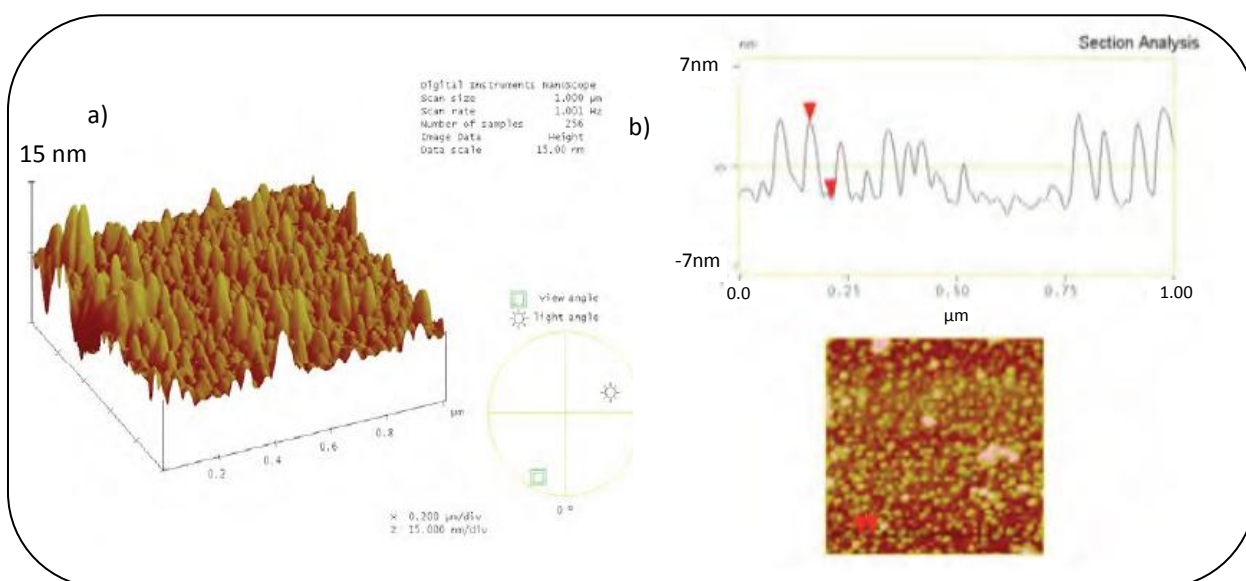 a)
15 nm
Digital Instruments NanoScope
Scan size 1.000 µm
Scan rate 1.001 Hz
Number of samples 256
Image Data Height
Data scale 15.00 nm
view angle
light angle
0.2
0.4
0.6
0.8
µm
X 0.200 µm/div
Z 15.000 nm/div
0 °
b)
Section Analysis
nm
7nm
-7nm
0.0 0.25 0.50 0.75 1.00
µm